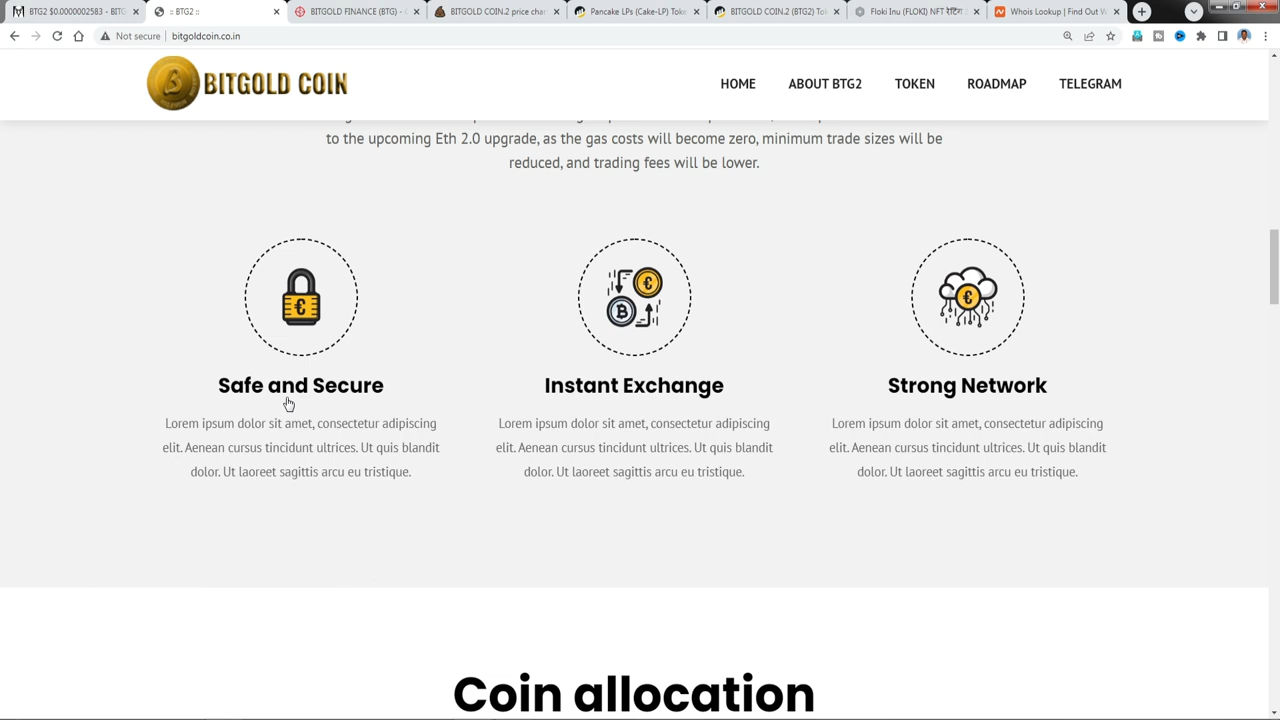 BTG2 $0.0000002583 - BITG
:: BTG2 ::
BITGOLD FINANCE (BTG) -
BITGOLD COIN.2 price char
Pancake LPs (Cake-LP) Tok
BITGOLD COIN.2 (BTG2) To
Floki Inu (FLOKI) NFT रेटिंग
Whois Lookup | Find Out W
Not secure
bitgoldcoin.co.in
BITGOLD COIN
HOME
ABOUT BTG2
TOKEN
ROADMAP
TELEGRAM
to the upcoming Eth 2.0 upgrade, as the gas costs will become zero, minimum trade sizes will be
reduced, and trading fees will be lower.
Safe and Secure
Lorem ipsum dolor sit amet, consectetur adipiscing
elit. Aenean cursus tincidunt ultrices. Ut quis blandit
dolor. Ut laoreet sagittis arcu eu tristique.
Instant Exchange
Lorem ipsum dolor sit amet, consectetur adipiscing
elit. Aenean cursus tincidunt ultrices. Ut quis blandit
dolor. Ut laoreet sagittis arcu eu tristique.
Strong Network
Lorem ipsum dolor sit amet, consectetur adipiscing
elit. Aenean cursus tincidunt ultrices. Ut quis blandit
dolor. Ut laoreet sagittis arcu eu tristique.
Coin allocation